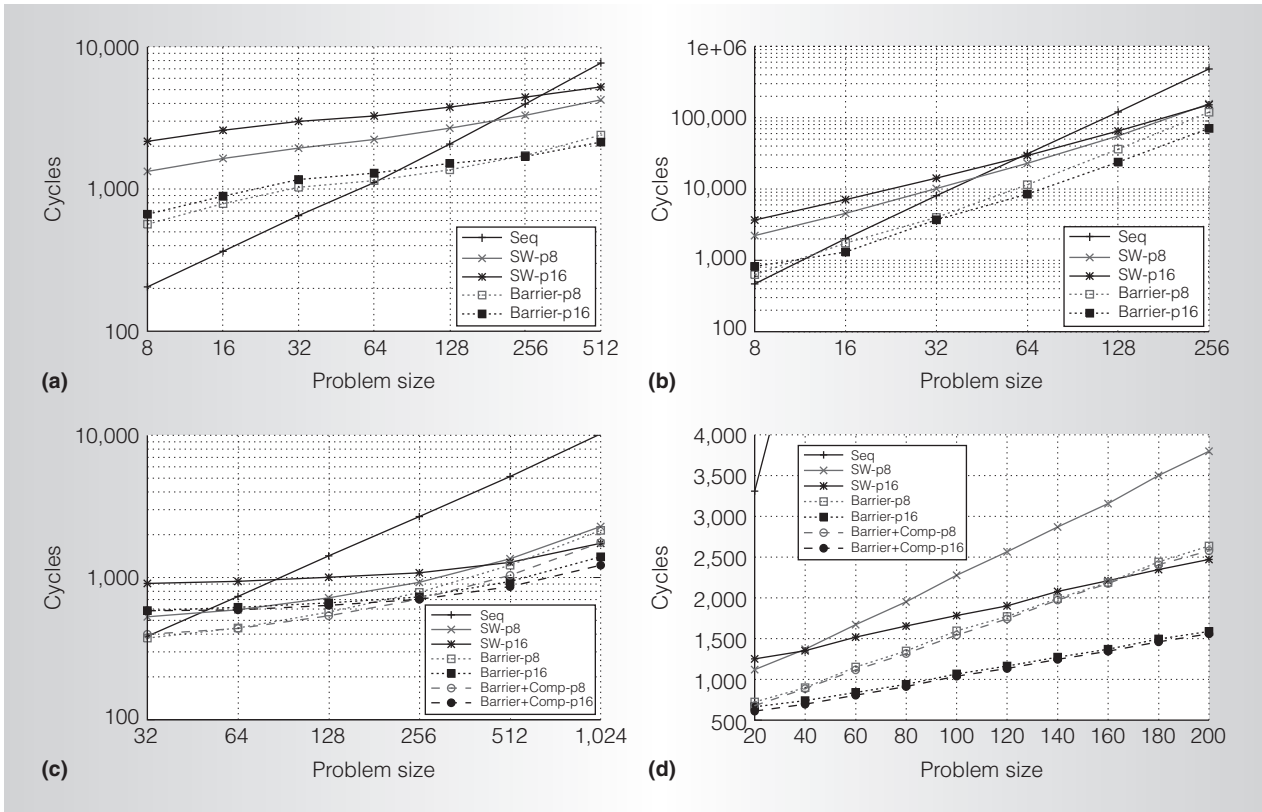 10,000
1,000
100
Cycles
8 16 32 64 128 256 512
Problem size
(a)
Seq
SW-p8
SW-p16
Barrier-p8
Barrier-p16
1e+06
100,000
10,000
1,000
100
Cycles
8 16 32 64 128 256
Problem size
(b)
Seq
SW-p8
SW-p16
Barrier-p8
Barrier-p16
10,000
1,000
100
Cycles
32 64 128 256 512 1,024
Problem size
(c)
Seq
SW-p8
SW-p16
Barrier-p8
Barrier-p16
Barrier+Comp-p8
Barrier+Comp-p16
4,000
3,500
3,000
2,500
2,000
1,500
1,000
500
Cycles
20 40 60 80 100 120 140 160 180 200
Problem size
(d)
Seq
SW-p8
SW-p16
Barrier-p8
Barrier-p16
Barrier+Comp-p8
Barrier+Comp-p16